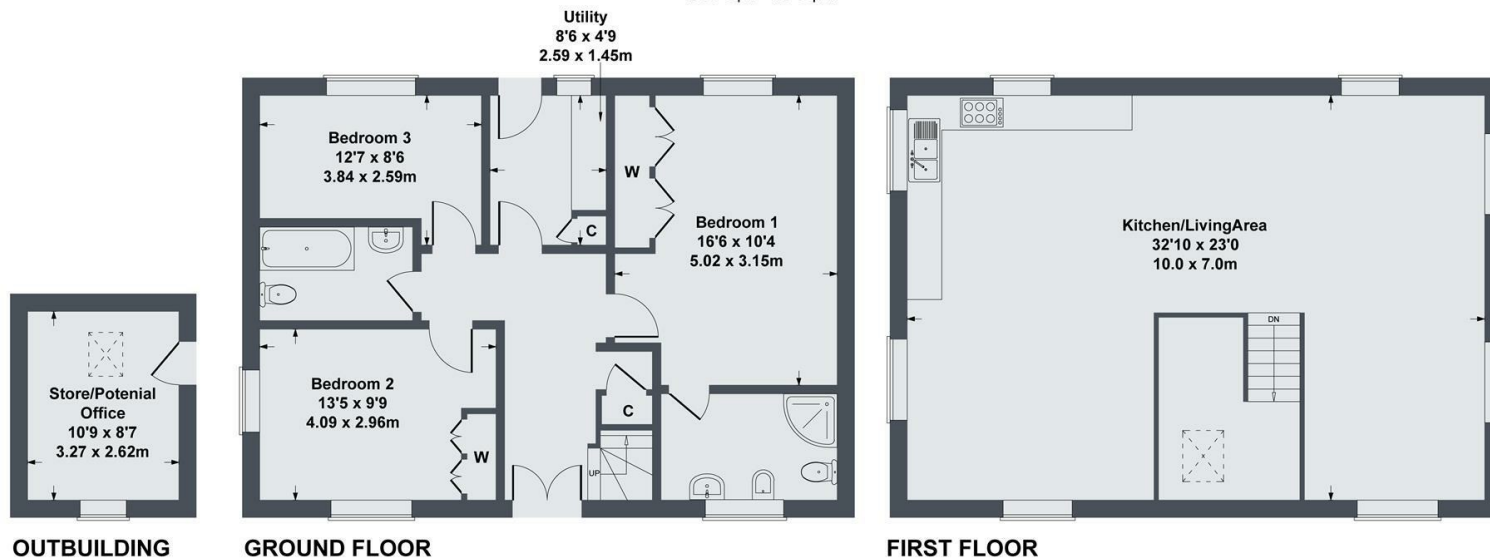 Utility
8'6 x 4'9
2.59 x 1.45m
Bedroom 3
12'7 x 8'6
3.84 x 2.59m
W
C
Bedroom 1
16'6 x 10'4
5.02 x 3.15m
Kitchen/LivingArea
32'10 x 23'0
10.0 x 7.0m
DN
Store/Potenial
Office
10'9 x 8'7
3.27 x 2.62m
Bedroom 2
13'5 x 9'9
4.09 x 2.96m
W
C
UP
OUTBUILDING
GROUND FLOOR
FIRST FLOOR